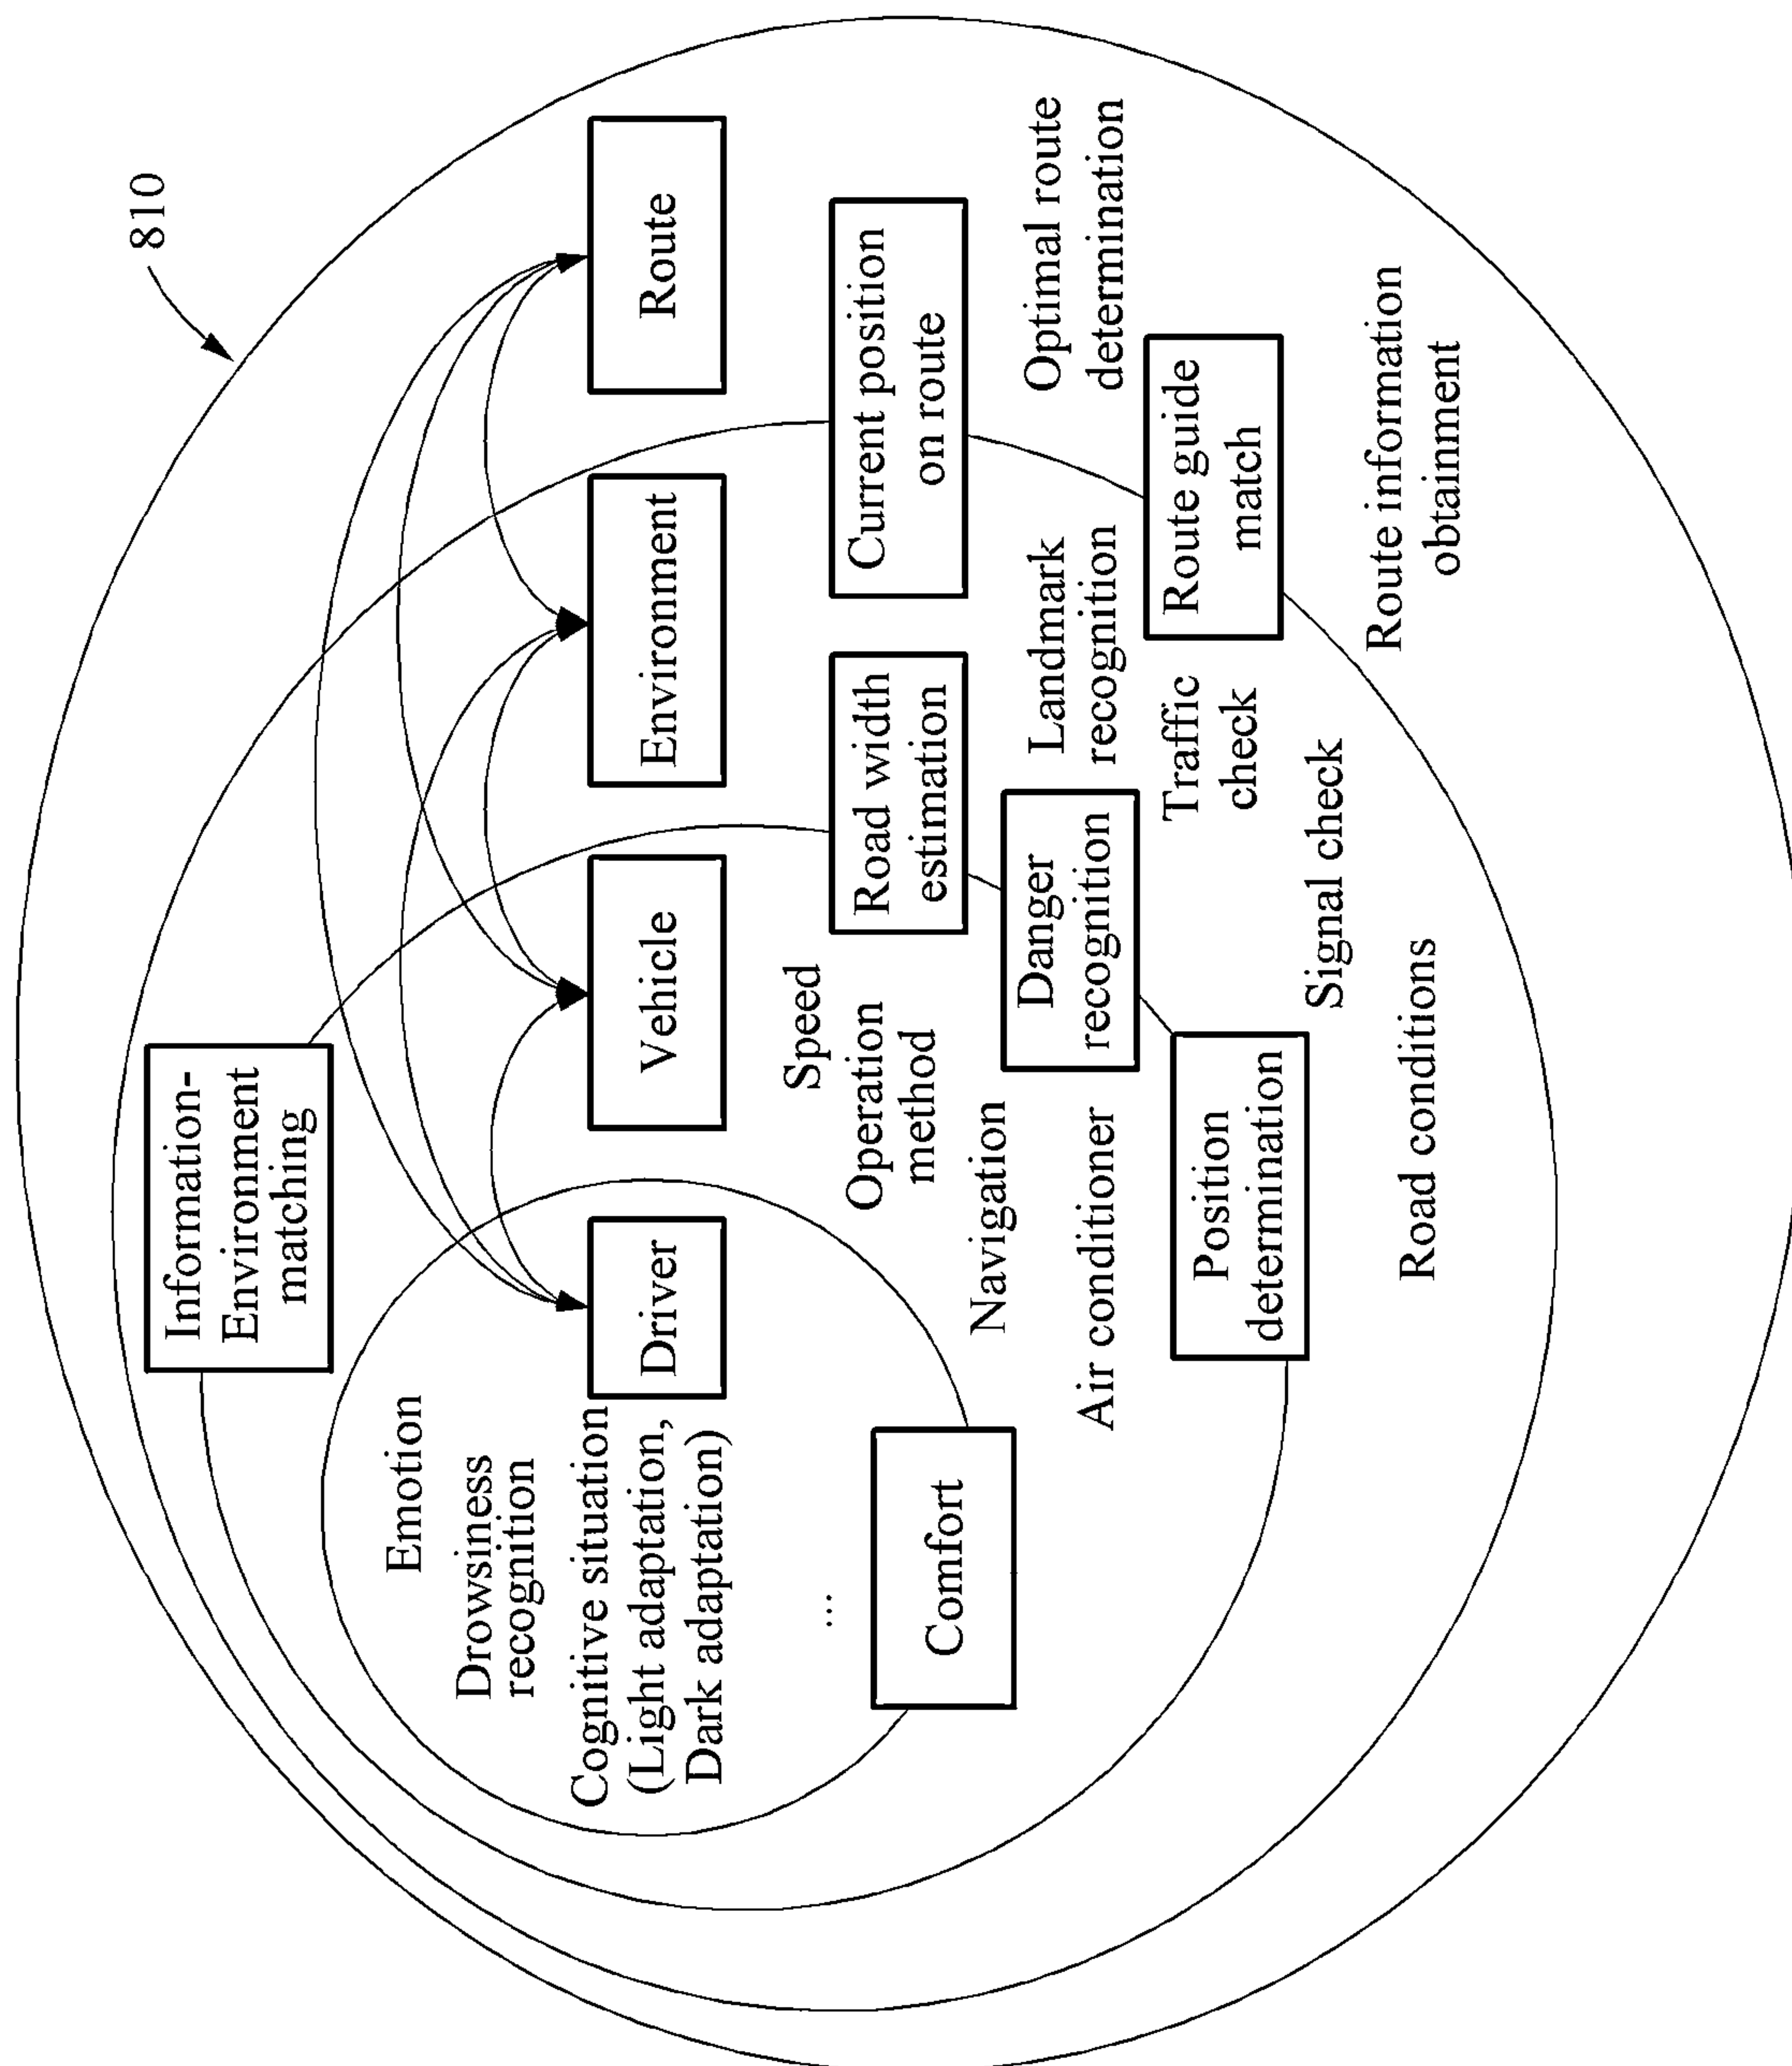 810
Information-
Environment
matching
Emotion
Drowsiness
recognition
Cognitive situation
(Light adaptation,
Dark adaptation)
...
Comfort
Driver
Vehicle
Environment
Route
Speed
Operation
method
Navigation
Air conditioner
Road width
estimation
Danger
recognition
Position
determination
Current position
on route
Landmark
recognition
Traffic
check
Signal check
Road conditions
Optimal route
determination
Route guide
match
Route information
obtainment